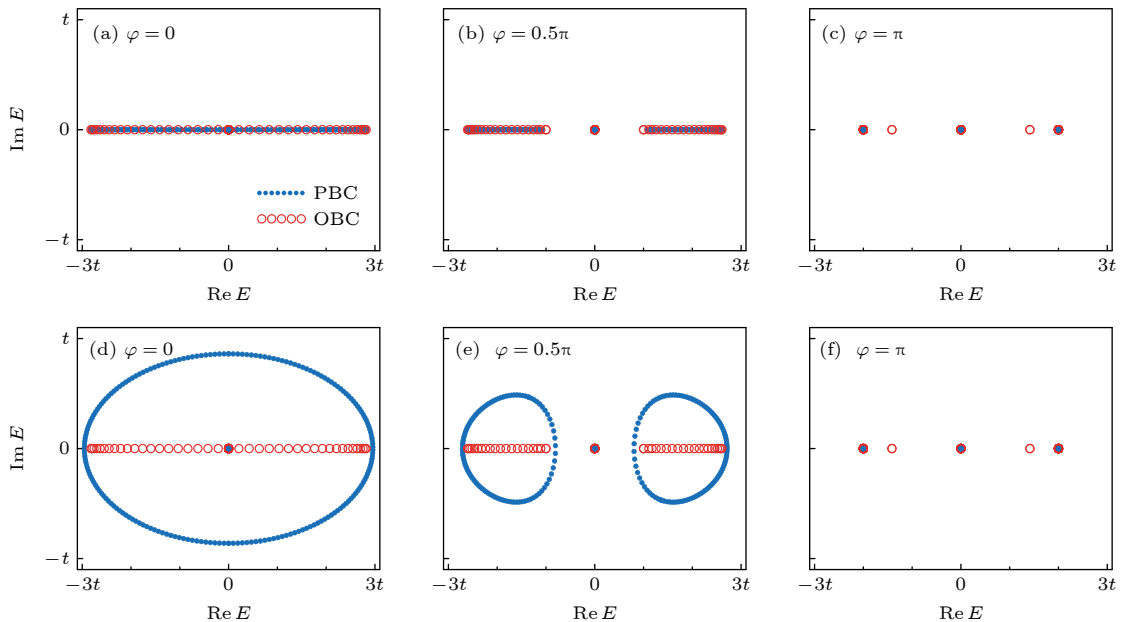 t
0
−t
Im E
(a) φ = 0
PBC
OBC
−3t
0
3t
Re E
(b) φ = 0.5π
−3t
0
3t
Re E
(c) φ = π
−3t
0
3t
Re E
t
0
−t
Im E
(d) φ = 0
−3t
0
3t
Re E
(e) φ = 0.5π
−3t
0
3t
Re E
(f) φ = π
−3t
0
3t
Re E